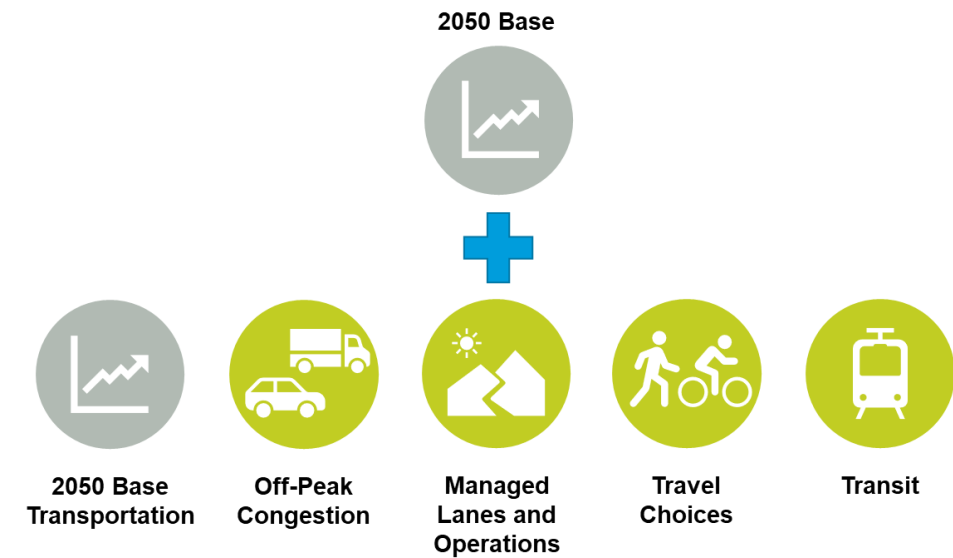 2050 Base
2050 Base
Transportation
Off-Peak
Congestion
Managed
Lanes and
Operations
Travel
Choices
Transit